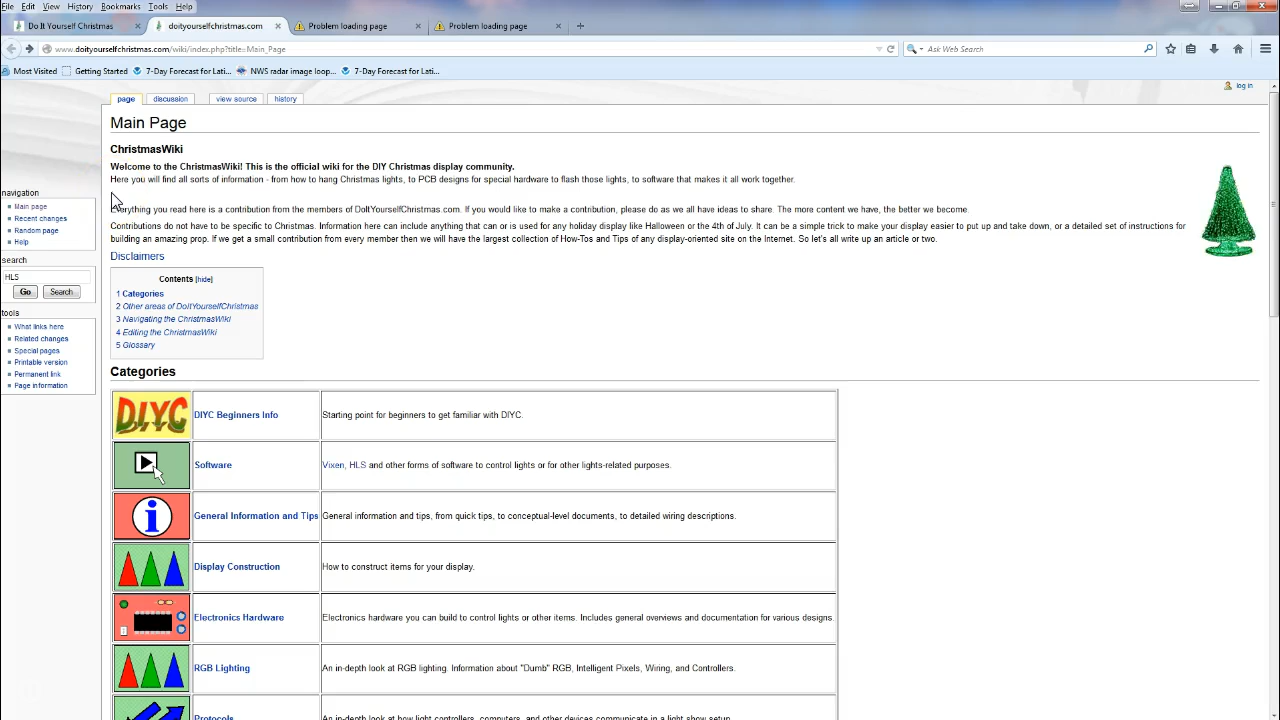 File Edit View History Bookmarks Tools Help
Do It Yourself Christmas × doityourselfchristmas.com × Problem loading page × Problem loading page × +
www.doityourselfchristmas.com/wiki/index.php?title=Main_Page Ask Web Search
Most Visited Getting Started 7-Day Forecast for Lati... NWS radar image loop... 7-Day Forecast for Lati...
log in
page discussion view source history
Main Page
ChristmasWiki
Welcome to the ChristmasWiki! This is the official wiki for the DIY Christmas display community.
Here you will find all sorts of information - from how to hang Christmas lights, to PCB designs for special hardware to flash those lights, to software that makes it all work together.
Everything you read here is a contribution from the members of DoItYourselfChristmas.com. If you would like to make a contribution, please do as we all have ideas to share. The more content we have, the better we become.
Contributions do not have to be specific to Christmas. Information here can include anything that can or is used for any holiday display like Halloween or the 4th of July. It can be a simple trick to make your display easier to put up and take down, or a detailed set of instructions for
building an amazing prop. If we get a small contribution from every member then we will have the largest collection of How-Tos and Tips of any display-oriented sites on the Internet. So let's all write up an article or two.
Disclaimers
navigation
Main page
Recent changes
Random page
Help
search
HLS
Go Search
tools
What links here
Related changes
Special pages
Printable version
Permanent link
Page information
Contents [hide]
1 Categories
2 Other areas of DoItYourselfChristmas
3 Navigating the ChristmasWiki
4 Editing the ChristmasWiki
5 Glossary
Categories
DIYC DIYC Beginners Info Starting point for beginners to get familiar with DIYC.
Software Vixen, HLS and other forms of software to control lights or for other lights-related purposes.
i General Information and Tips General information and tips, from quick tips, to conceptual-level documents, to detailed wiring descriptions.
Display Construction How to construct items for your display.
Electronics Hardware Electronics hardware you can build to control lights or other items. Includes general overviews and documentation for various designs.
RGB Lighting An in-depth look at RGB lighting. Information about "Dumb" RGB, Intelligent Pixels, Wiring, and Controllers.
Protocols An in-depth look at how light controllers, computers, and other devices communicate in a light show setup.